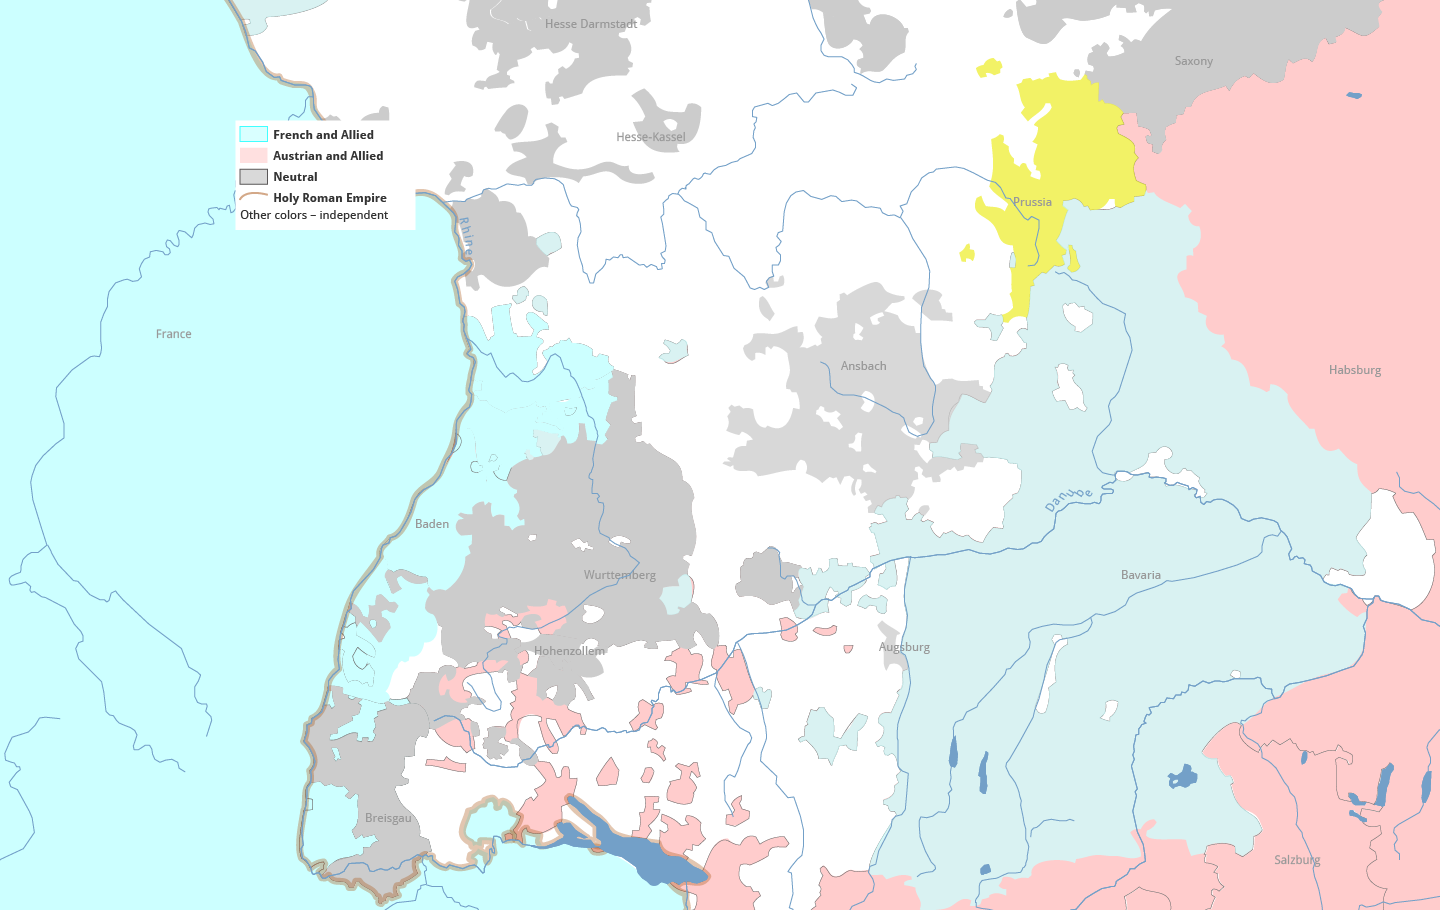 Hesse Darmstadt
Saxony
French and Allied
Austrian and Allied
Neutral
Holy Roman Empire
Other colors – independent
Hesse-Kassel
Prussia
Rhine
France
Ansbach
Habsburg
Danube
Baden
Wurttemberg
Bavaria
Hohenzollem
Augsburg
Breisgau
Salzburg